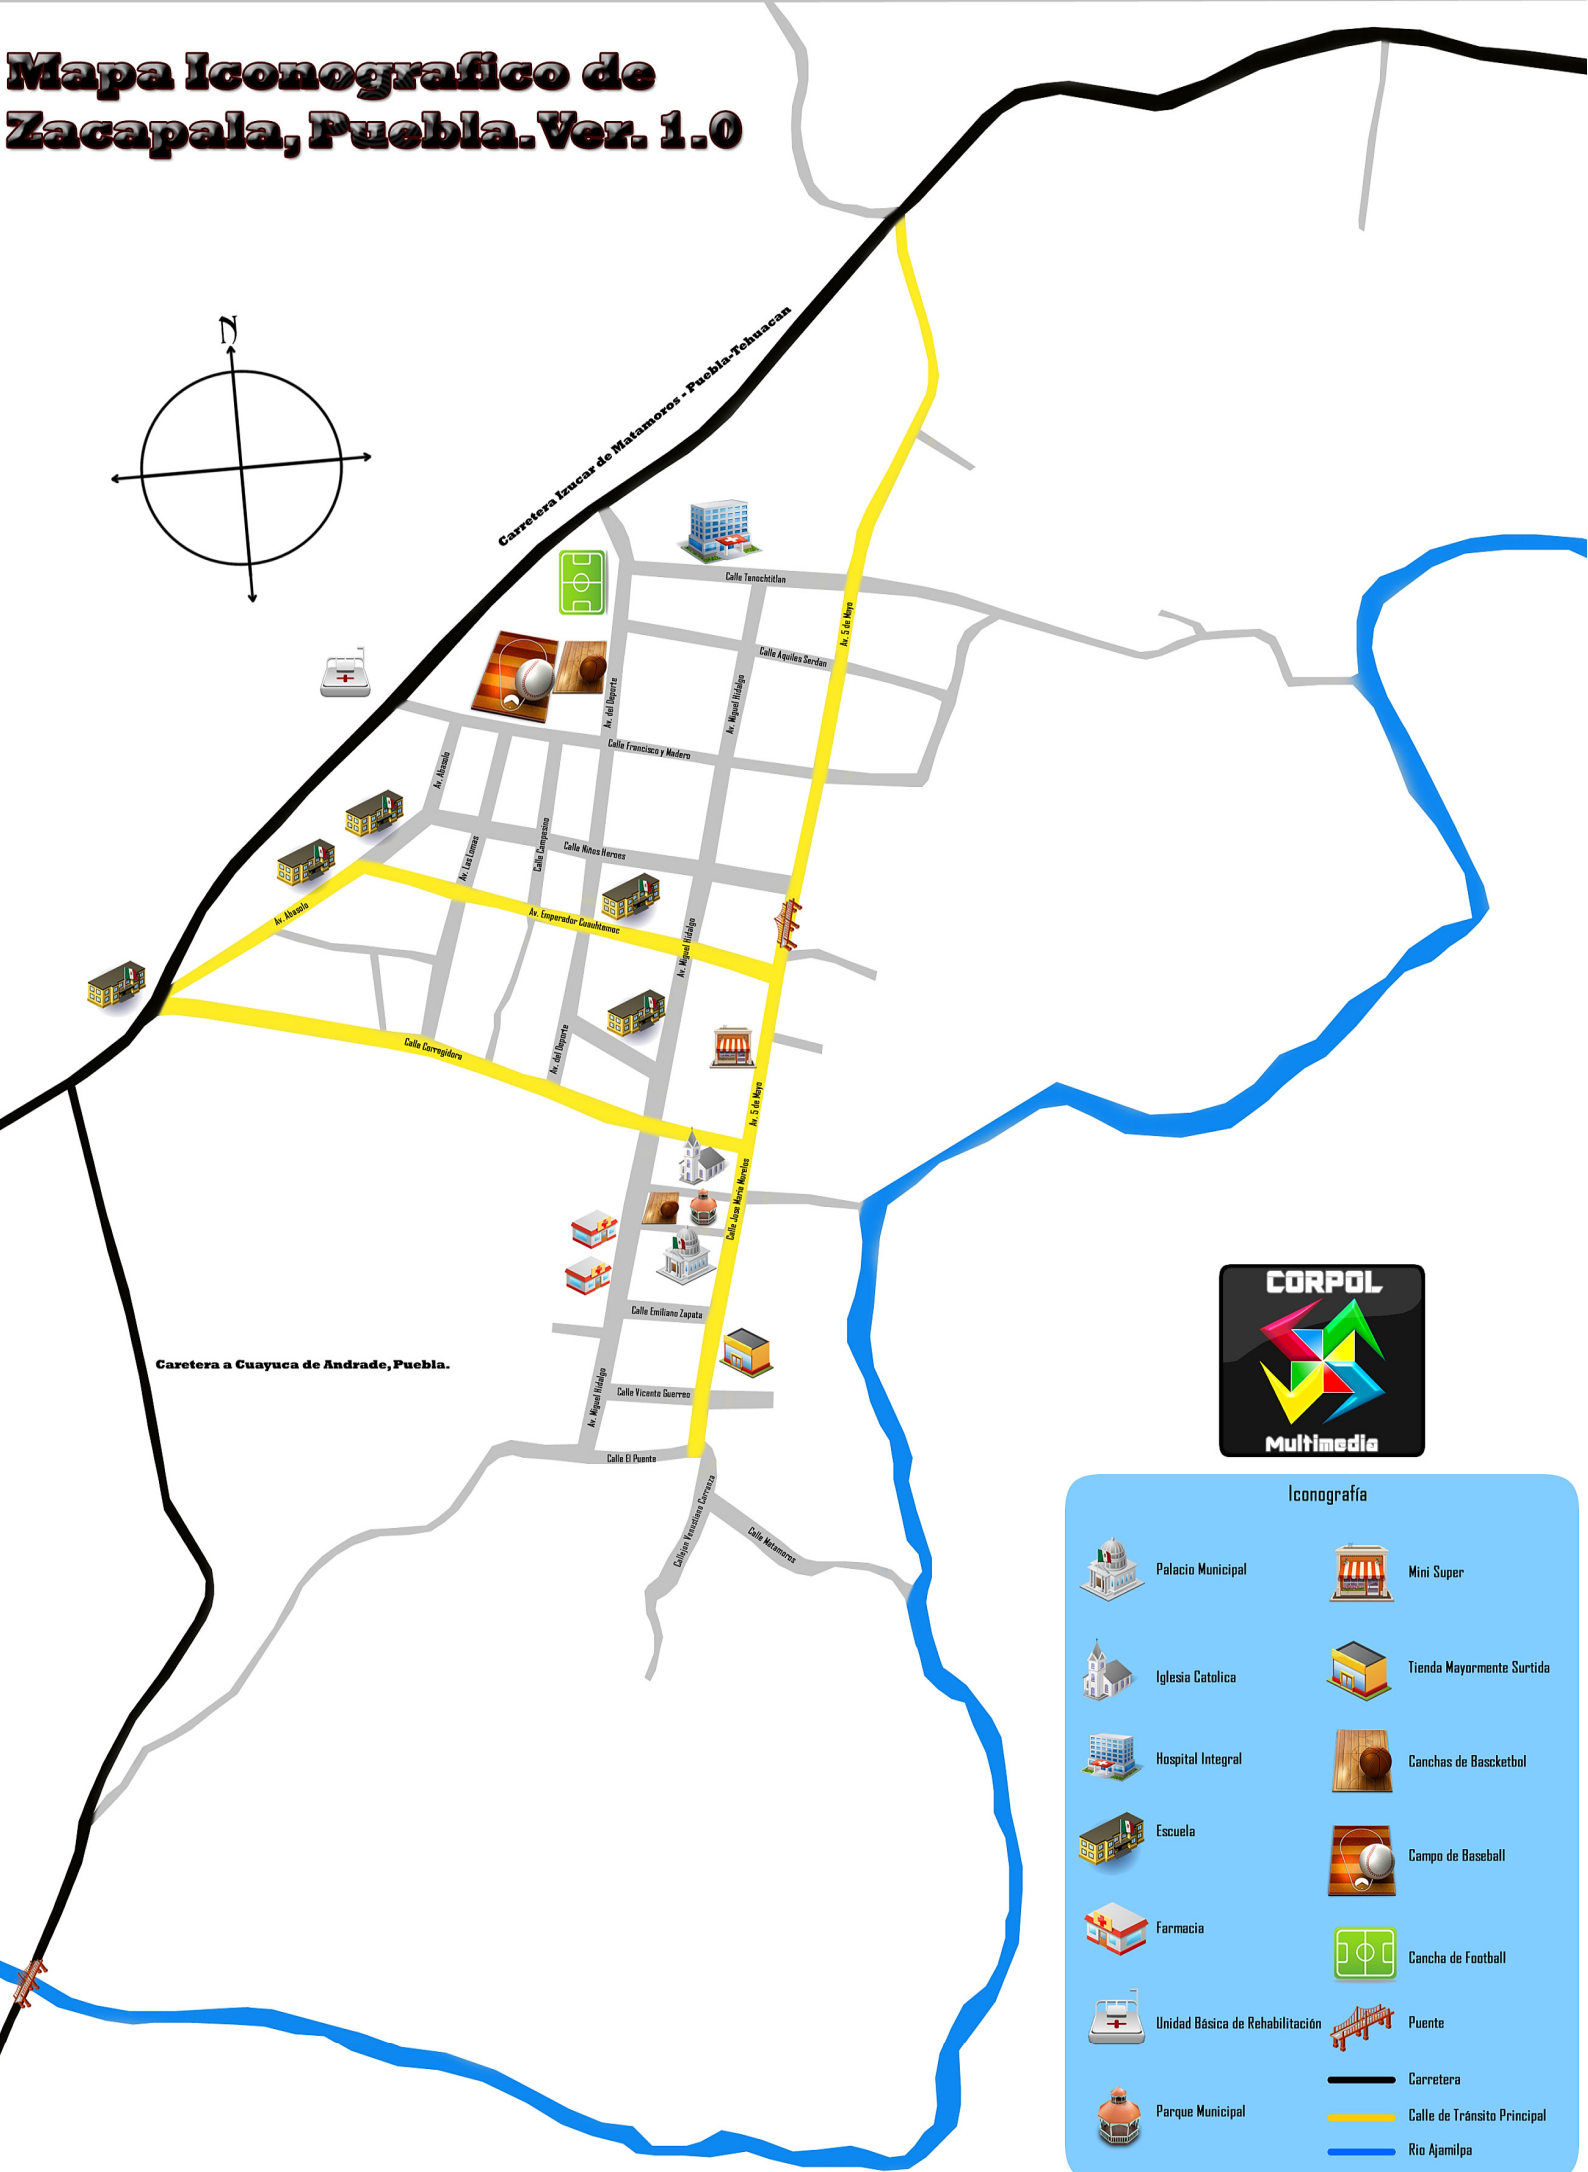 Mapa Iconografico de
Zacapala, Puebla. Ver. 1.0
N
Carretera Izucar de Matamoros - Puebla-Tehuacan
Calle Tenochtitlan
Av. 5 de Mayo
Calle Aquiles Serdan
Av. del Deporte
Av. Miguel Hidalgo
Calle Francisco y Madero
Av. Abasolo
Calle Campesino
Av. Las Lomas
Calle Niños Heroes
Av. Abasolo
Av. Emperador Cuauhtemoc
Av. Miguel Hidalgo
Calle Corregidora
Av. del Deporte
Av. 5 de Mayo
Calle Jose Maria Morelos
Calle Emiliano Zapata
Caretera a Cuayuca de Andrade, Puebla.
Av. Miguel Hidalgo
Calle Vicente Guerreo
Calle El Puente
Callejon Venustiano Carranza
Calle Matamoros
CORPOL
Multimedia
Iconografía
Palacio Municipal
Mini Super
Iglesia Catolica
Tienda Mayormente Surtida
Hospital Integral
Canchas de Bascketbol
Escuela
Campo de Baseball
Farmacia
Cancha de Football
Unidad Básica de Rehabilitación
Puente
Carretera
Parque Municipal
Calle de Tránsito Principal
Rio Ajamilpa